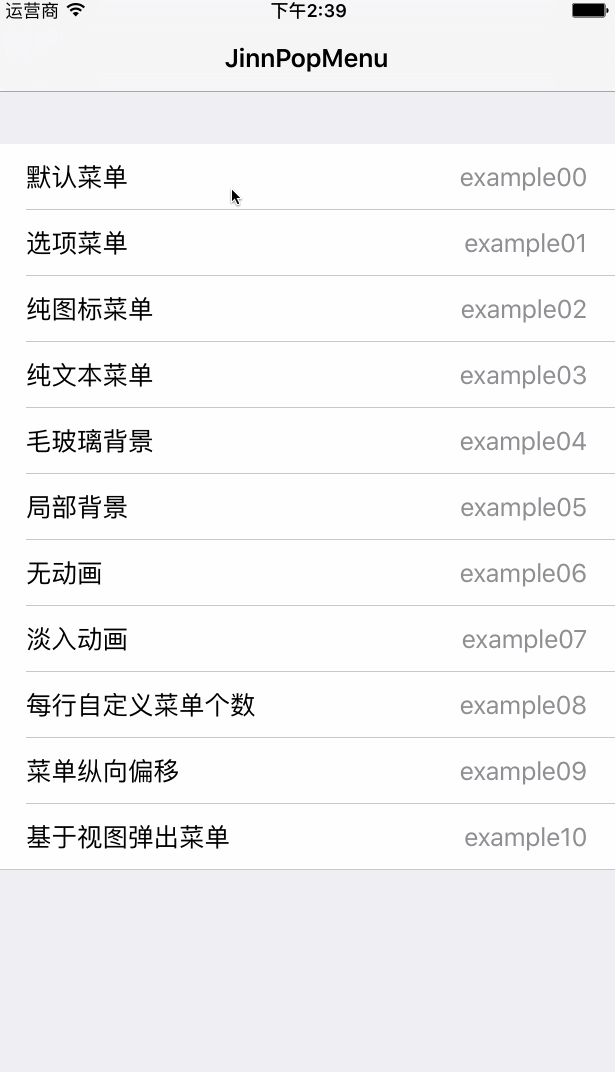 运营商 下午2:39
JinnPopMenu
默认菜单 example00
选项菜单 example01
纯图标菜单 example02
纯文本菜单 example03
毛玻璃背景 example04
局部背景 example05
无动画 example06
淡入动画 example07
每行自定义菜单个数 example08
菜单纵向偏移 example09
基于视图弹出菜单 example10